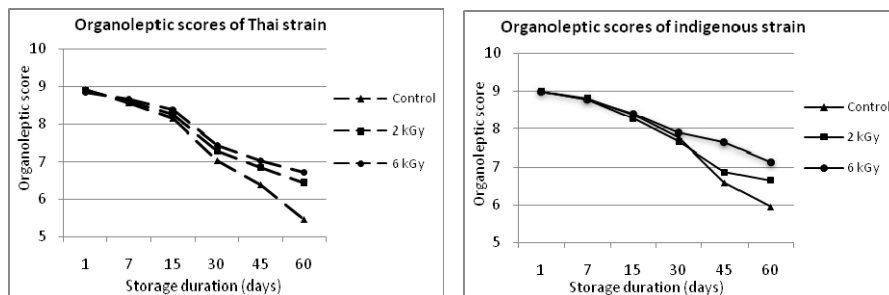 Organoleptic scores of Thai strain
10
9
8
7
6
5
Organoleptic score
1 7 15 30 45 60
Storage duration (days)
Control
2 kGy
6 kGy
Organoleptic scores of indigenous strain
10
9
8
7
6
5
Organoleptic score
1 7 15 30 45 60
Storage duration (days)
Control
2 kGy
6 kGy